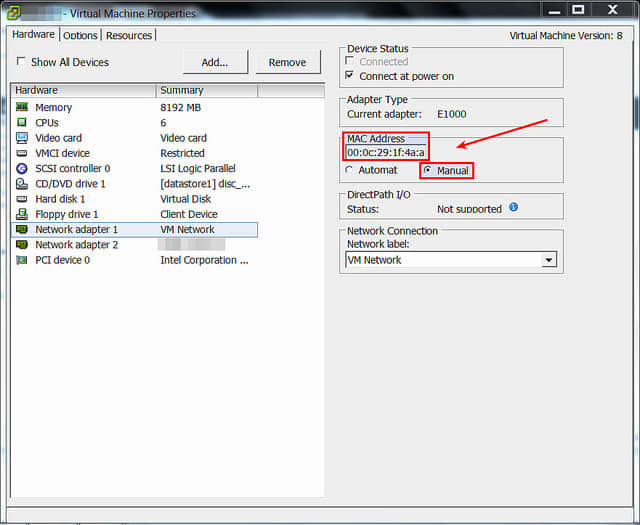 - Virtual Machine Properties
Hardware Options Resources
Virtual Machine Version: 8
Show All Devices
Add...
Remove
Hardware Summary
Memory 8192 MB
CPUs 6
Video card Video card
VMCI device Restricted
SCSI controller 0 LSI Logic Parallel
CD/DVD drive 1 [datastore1] disc_...
Hard disk 1 Virtual Disk
Floppy drive 1 Client Device
Network adapter 1 VM Network
Network adapter 2
PCI device 0 Intel Corporation ...
Device Status
Connected
Connect at power on
Adapter Type
Current adapter: E1000
MAC Address
00:0c:29:1f:4a:a
Automat Manual
DirectPath I/O
Status: Not supported
Network Connection
Network label:
VM Network